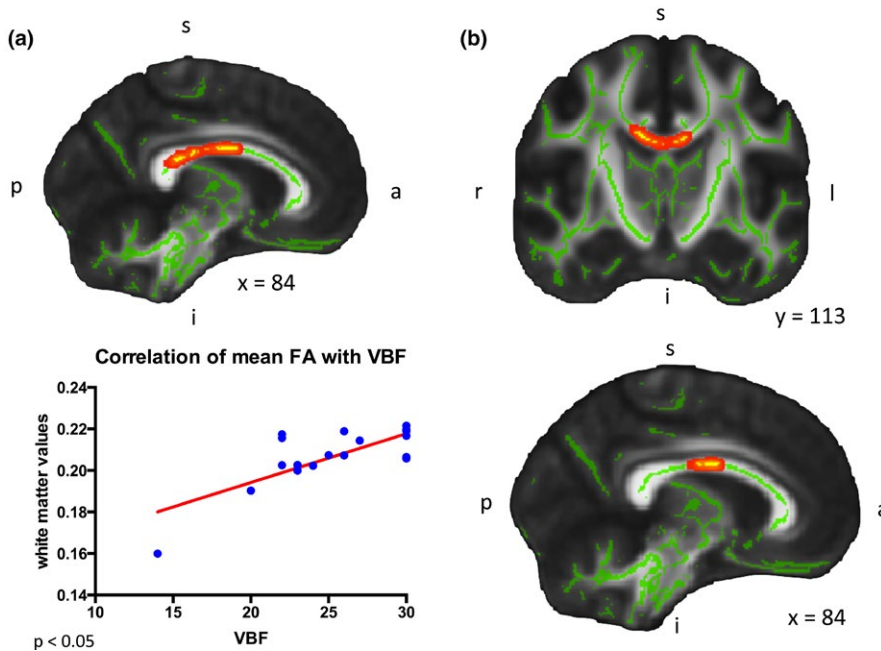 (a)
s
p
a
x = 84
i
Correlation of mean FA with VBF
white matter values
0.24
0.22
0.20
0.18
0.16
0.14
10
15
20
25
30
VBF
p < 0.05
(b)
s
r
l
i
y = 113
s
p
a
i
x = 84